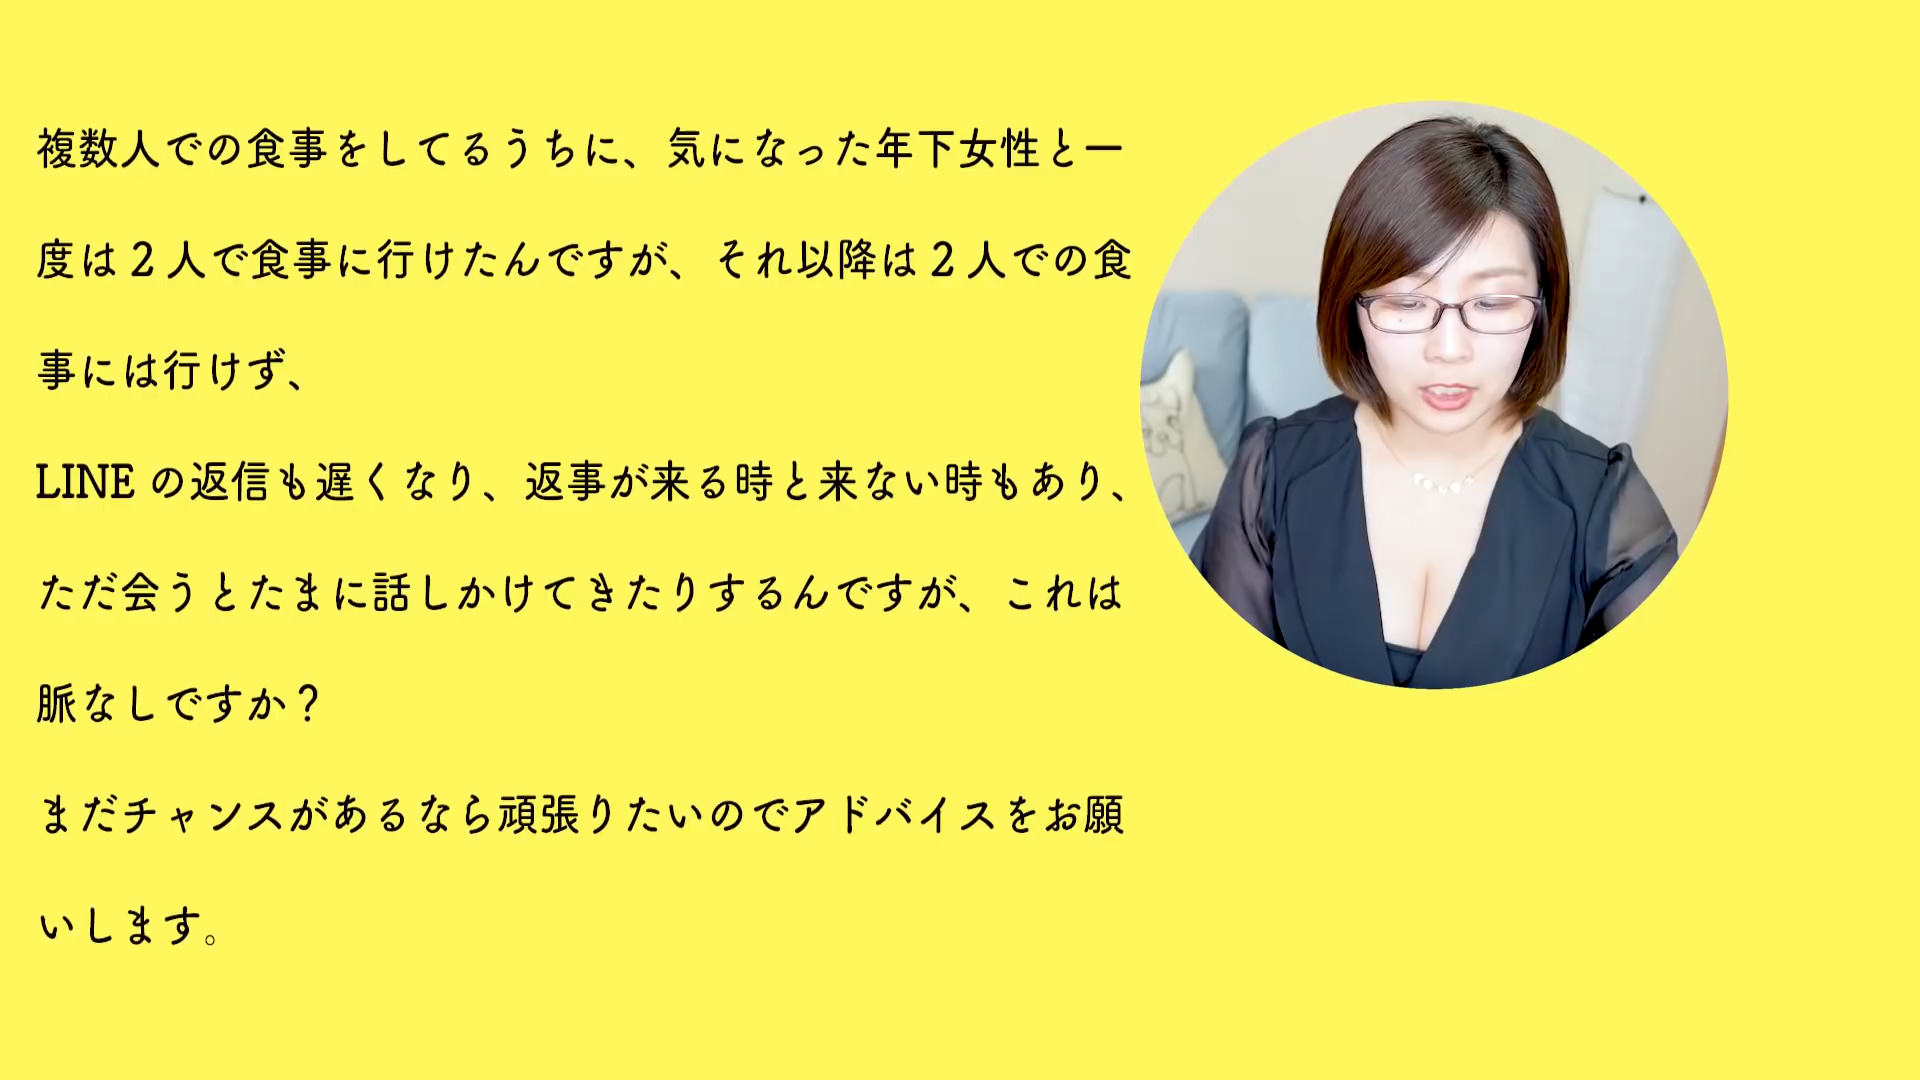 複数人での食事をしてるうちに、気になった年下女性と一
度は２人で食事に行けたんですが、それ以降は２人での食
事には行けず、
LINE の返信も遅くなり、返事が来る時と来ない時もあり、
ただ会うとたまに話しかけてきたりするんですが、これは
脈なしですか？
まだチャンスがあるなら頑張りたいのでアドバイスをお願
いします。